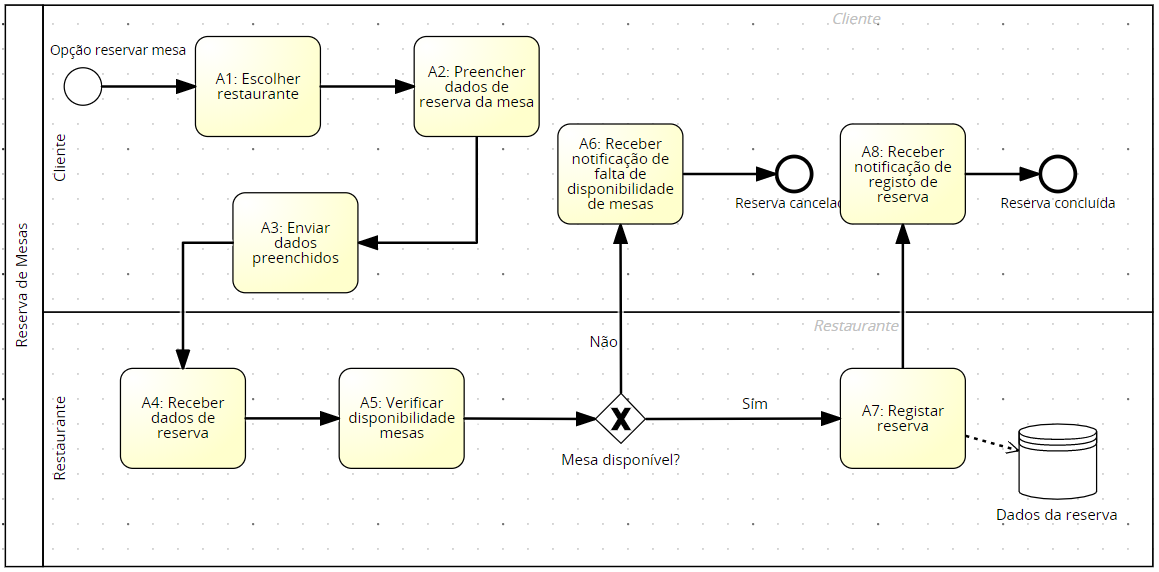 Cliente
Opção reservar mesa
A1: Escolher
restaurante
A2: Preencher
dados de
reserva da mesa
A6: Receber
notificação de
falta de
disponibilidade
de mesas
Reserva cancelad
A8: Receber
notificação de
registo de
reserva
Reserva concluída
Cliente
A3: Enviar
dados
preenchidos
Reserva de Mesas
Restaurante
Não
A4: Receber
dados de
reserva
A5: Verificar
disponibilidade
mesas
Mesa disponível?
Sím
A7: Registar
reserva
Dados da reserva
Restaurante